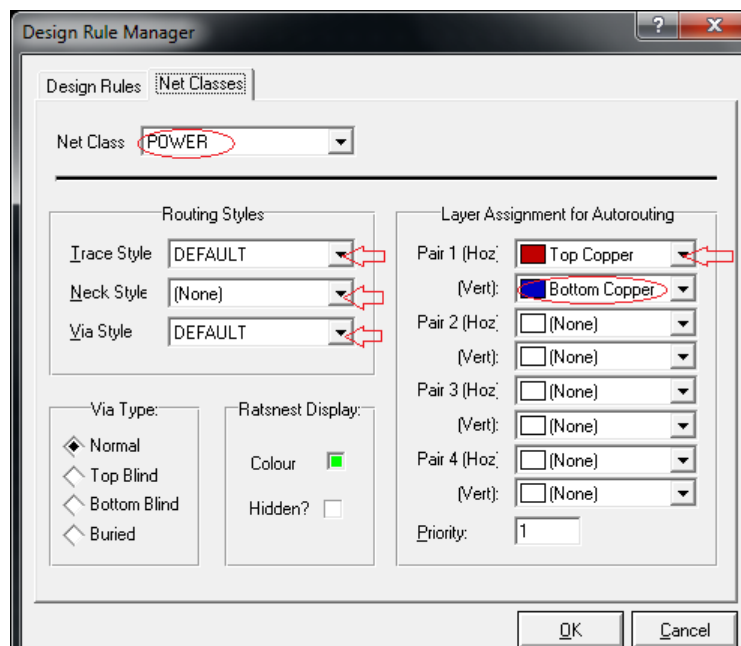 Design Rule Manager
? X
Design Rules Net Classes
Net Class POWER
Routing Styles
Trace Style DEFAULT
Neck Style (None)
Via Style DEFAULT
Layer Assignment for Autorouting
Pair 1 (Hoz) Top Copper
(Vert): Bottom Copper
Pair 2 (Hoz) (None)
(Vert): (None)
Pair 3 (Hoz) (None)
(Vert): (None)
Pair 4 (Hoz) (None)
(Vert): (None)
Priority: 1
Via Type:
Normal
Top Blind
Bottom Blind
Buried
Ratsnest Display:
Colour
Hidden?
OK Cancel